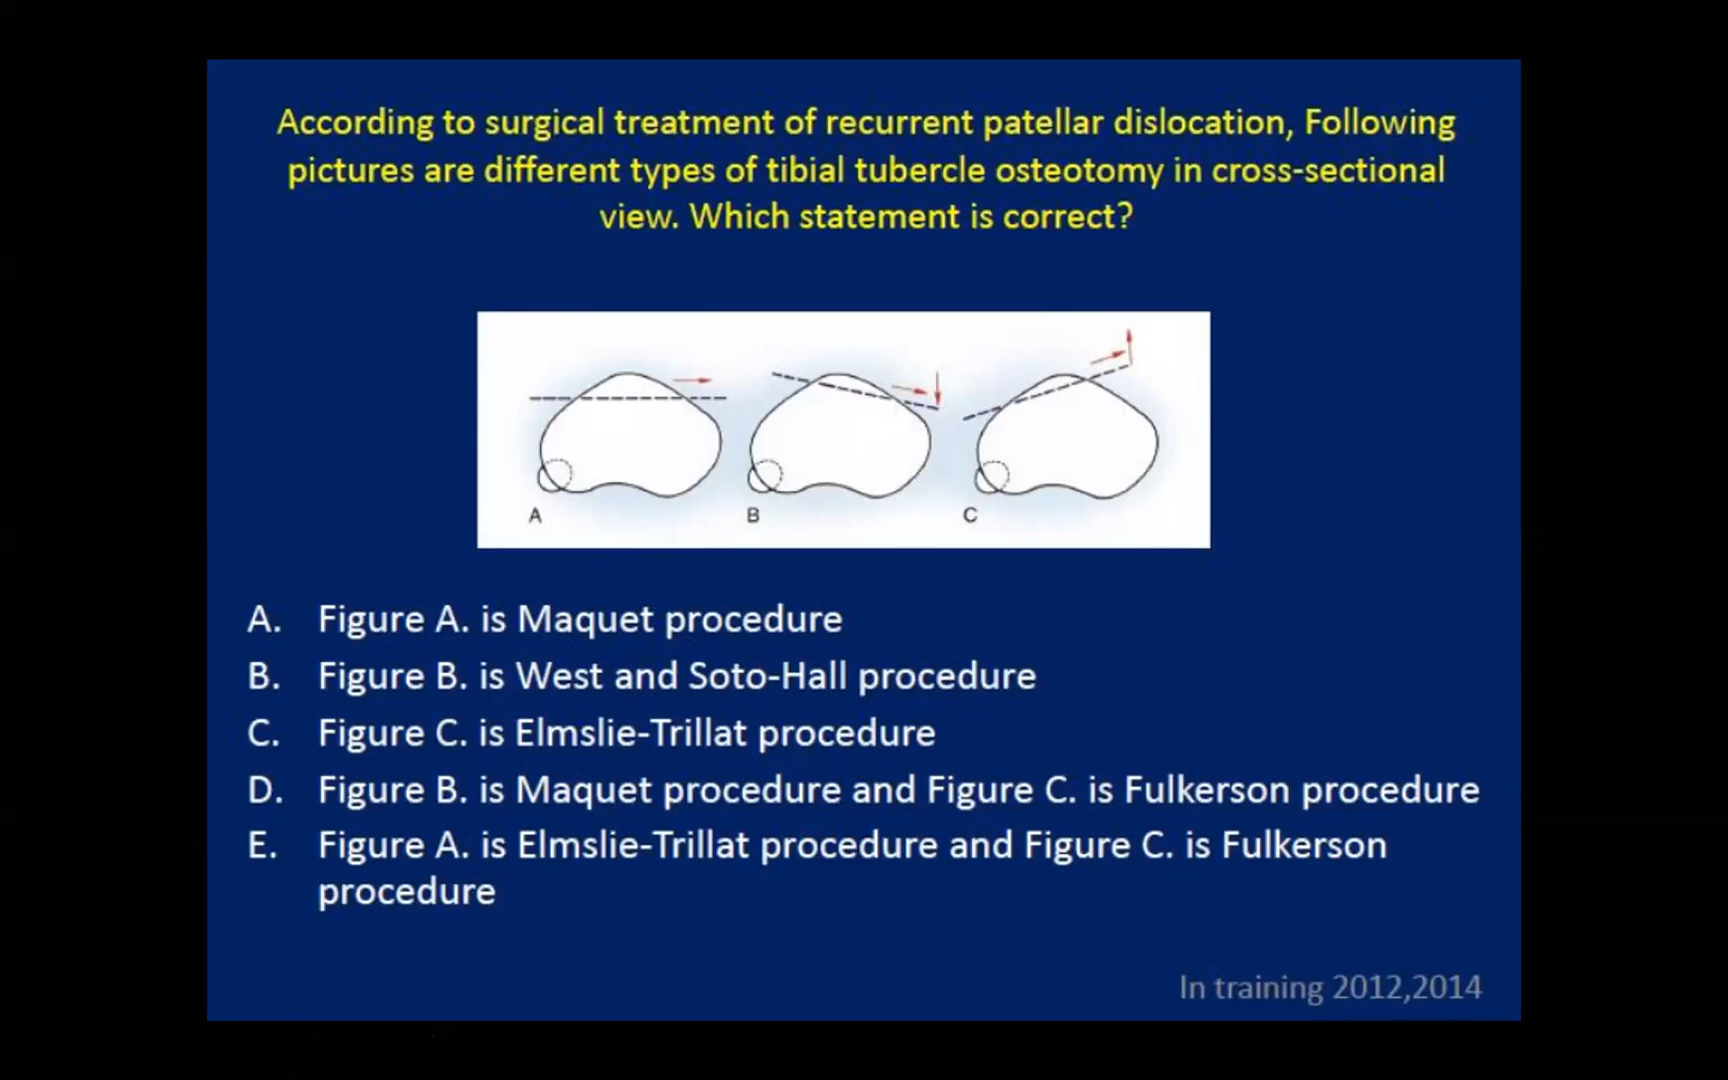 According to surgical treatment of recurrent patellar dislocation, Following
pictures are different types of tibial tubercle osteotomy in cross-sectional
view. Which statement is correct?
A B C
A. Figure A. is Maquet procedure
B. Figure B. is West and Soto-Hall procedure
C. Figure C. is Elmslie-Trillat procedure
D. Figure B. is Maquet procedure and Figure C. is Fulkerson procedure
E. Figure A. is Elmslie-Trillat procedure and Figure C. is Fulkerson
procedure
In training 2012,2014